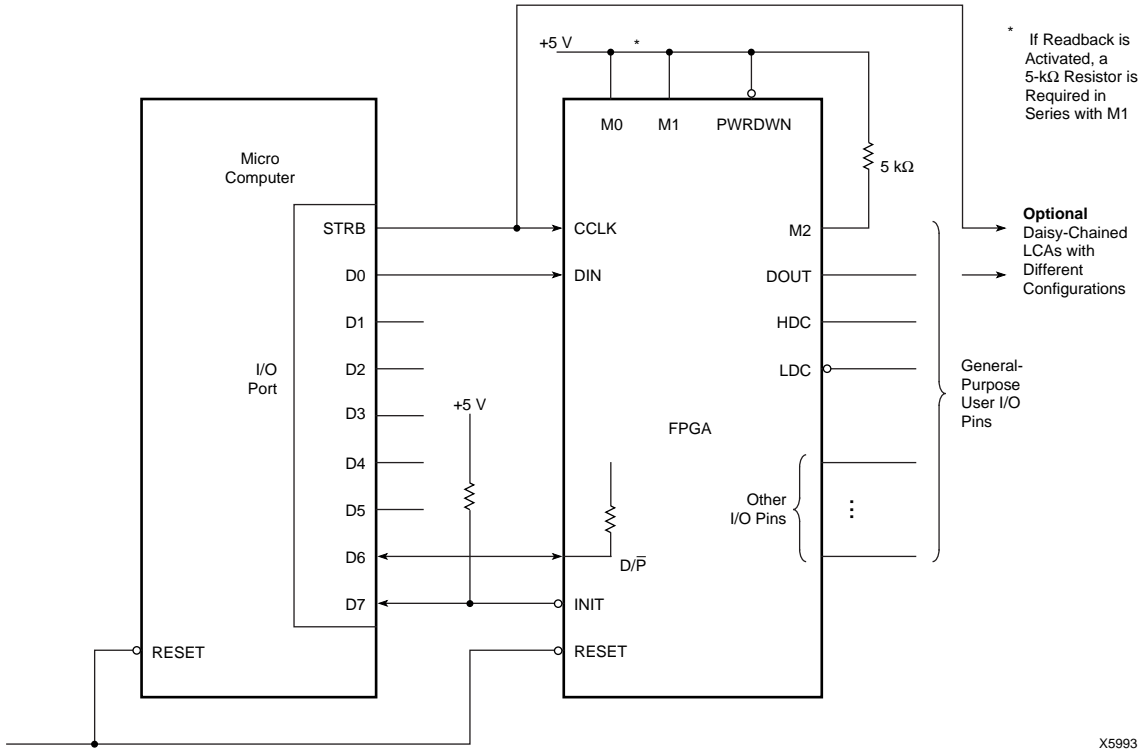 +5 V
*
*
If Readback is
Activated, a
5-kΩ Resistor is
Required in
Series with M1
M0
M1
PWRDWN
Micro
Computer
5 kΩ
STRB
CCLK
M2
Optional
Daisy-Chained
LCAs with
Different
Configurations
D0
DIN
DOUT
D1
HDC
I/O
Port
D2
LDC
General-
Purpose
User I/O
Pins
+5 V
D3
FPGA
D4
D5
Other
I/O Pins
⋮
D6
D/P̅
D7
INIT
RESET
RESET
X5993